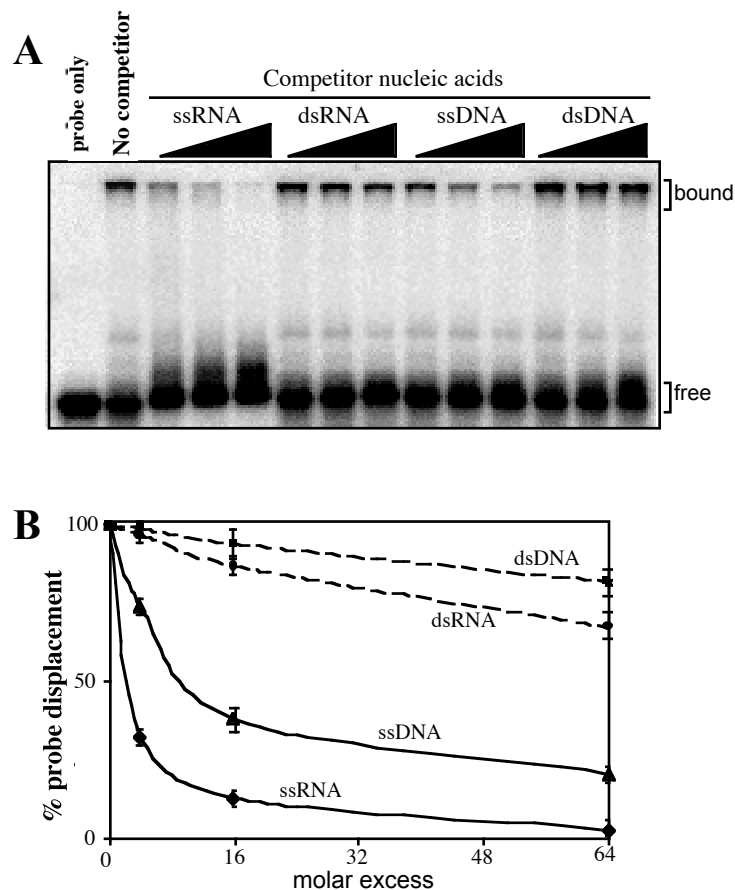 A
probe only
No competitor
Competitor nucleic acids
ssRNA dsRNA ssDNA dsDNA
bound
free
B
% probe displacement
100
50
0
dsDNA
dsRNA
ssDNA
ssRNA
0 16 32 48 64
molar excess